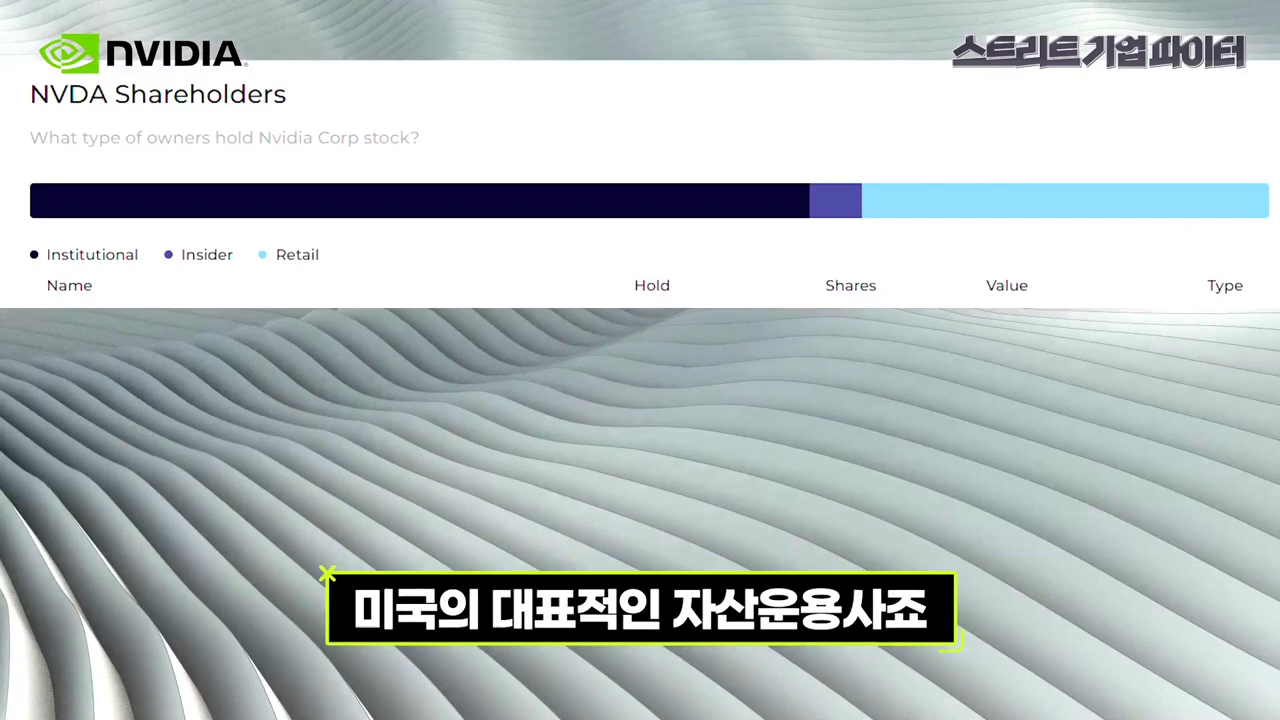 NVIDIA
스트리트 기업 파이터
NVDA Shareholders
What type of owners hold Nvidia Corp stock?
Institutional Insider Retail
Name Hold Shares Value Type
미국의 대표적인 자산운용사죠